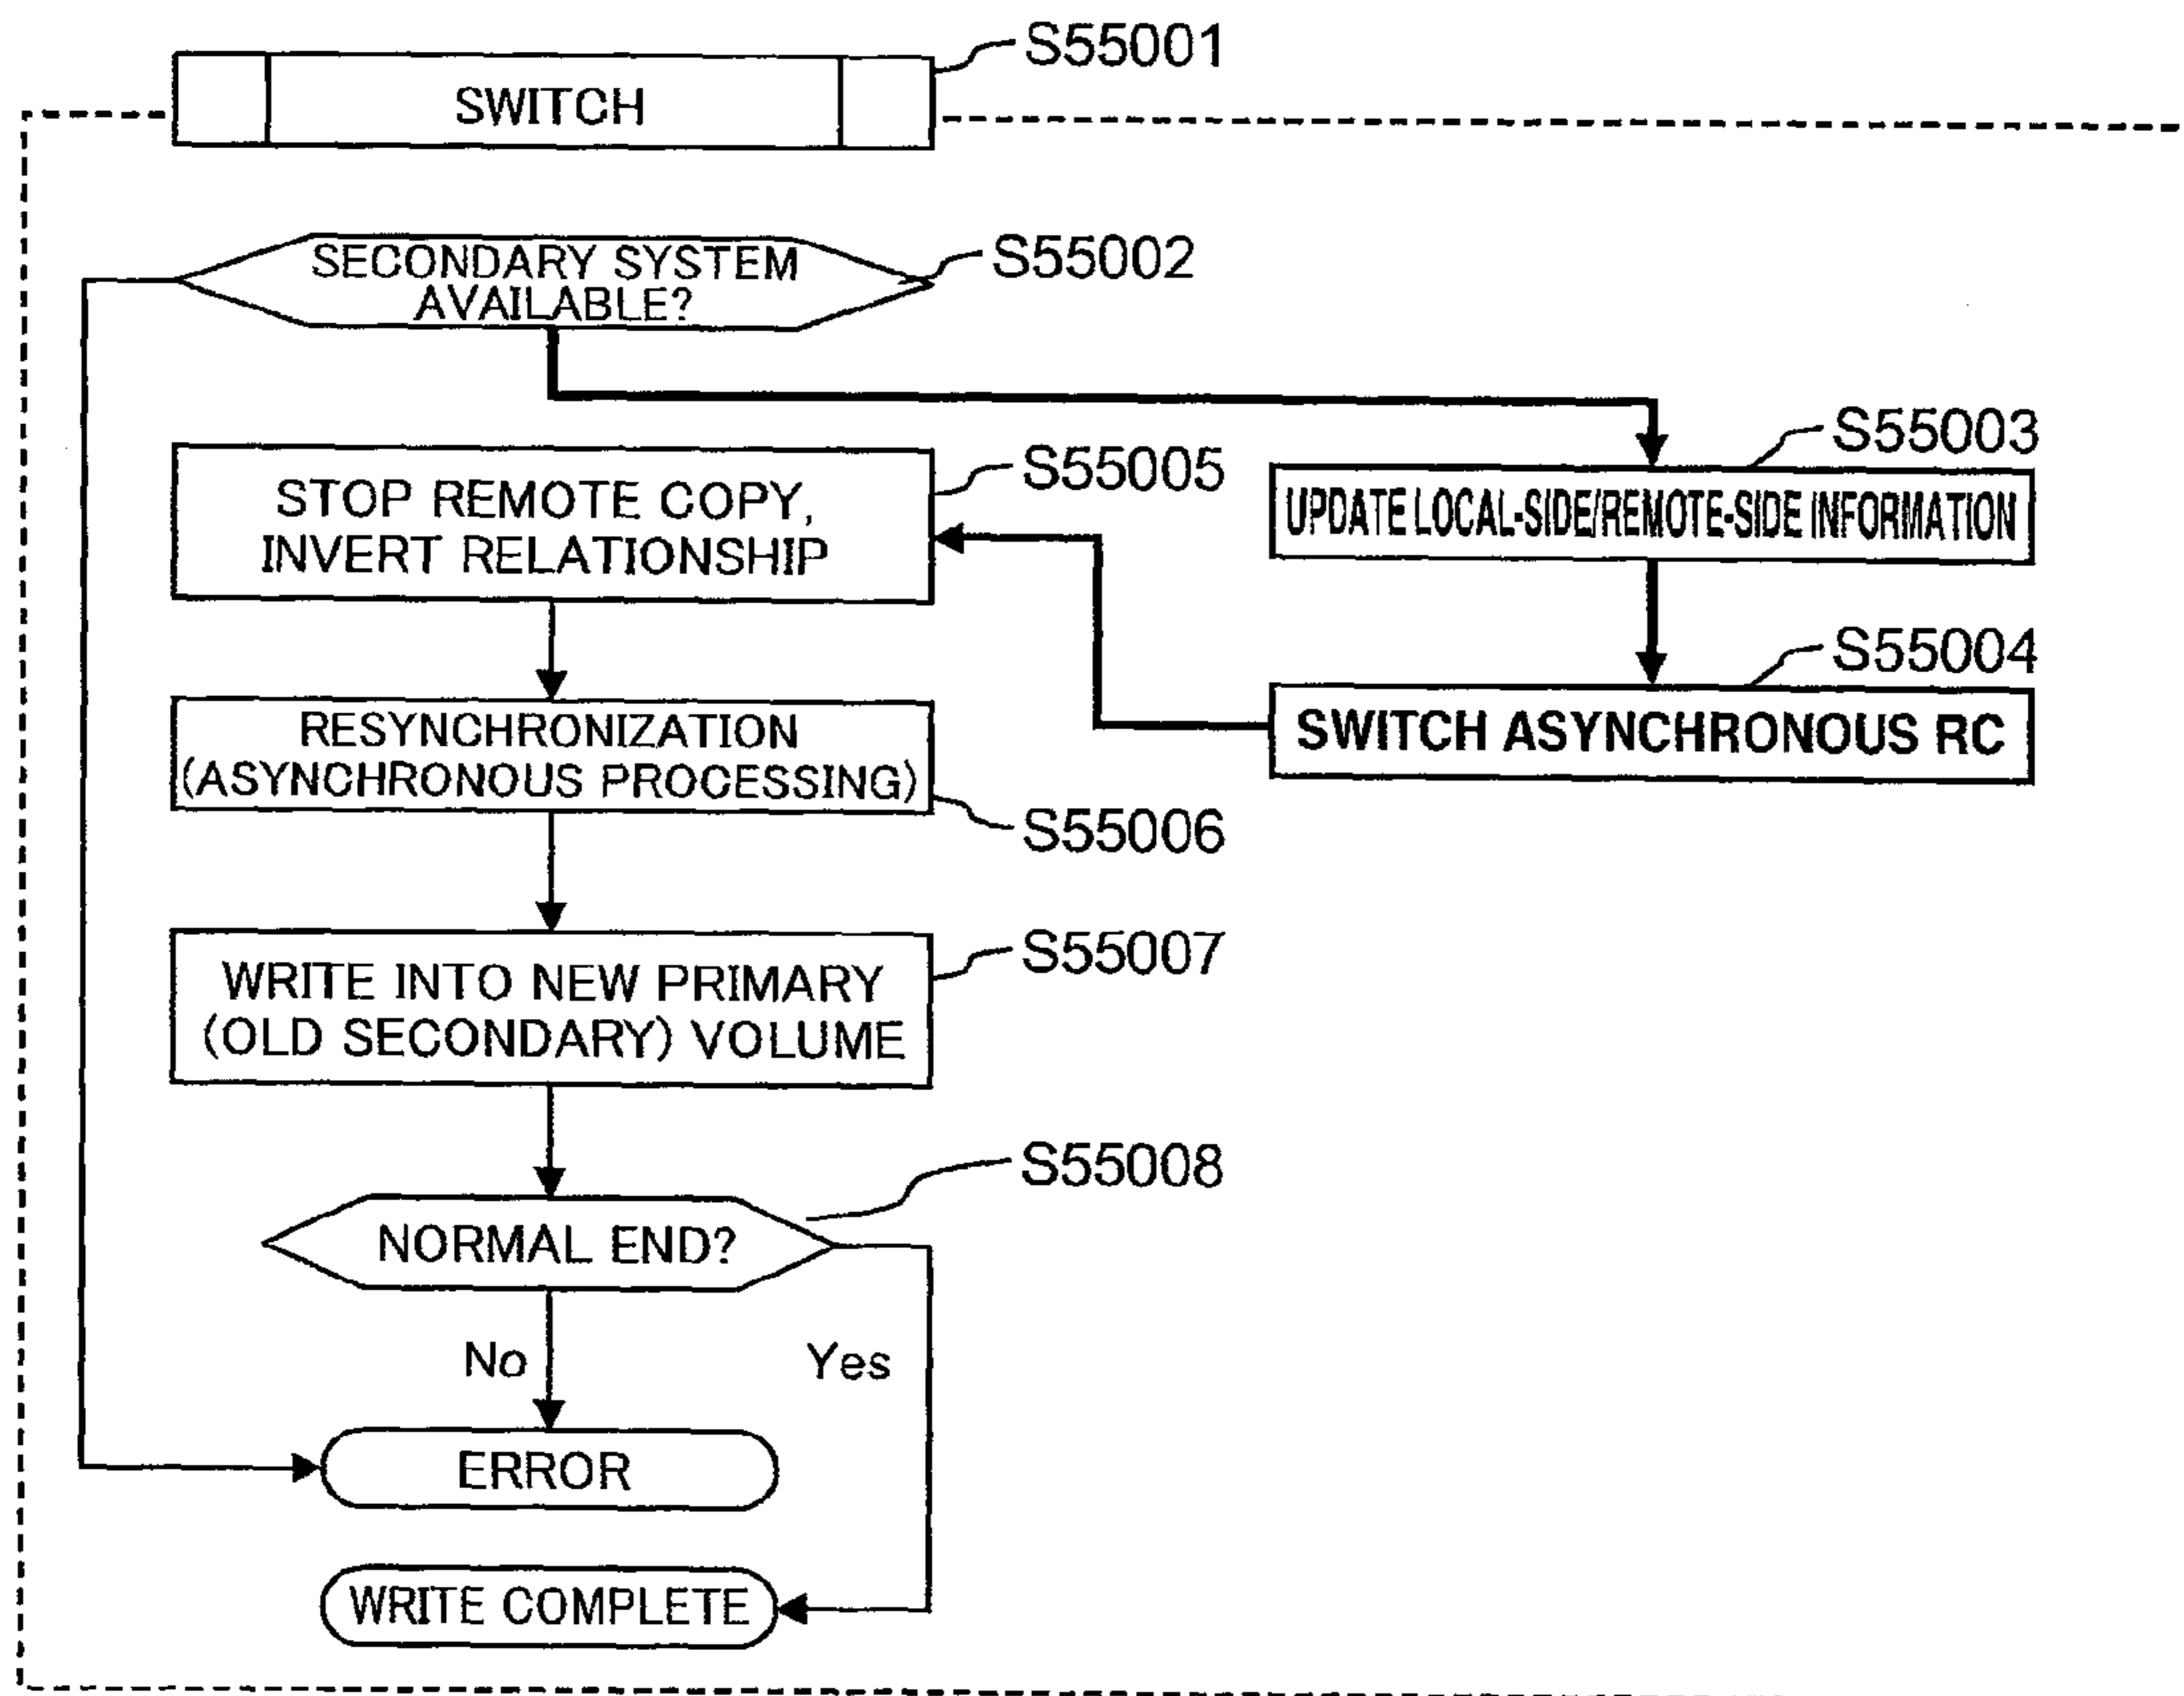 S55001
SWITCH
SECONDARY SYSTEM
AVAILABLE?
S55002
S55003
UPDATE LOCAL-SIDE/REMOTE-SIDE INFORMATION
S55004
SWITCH ASYNCHRONOUS RC
S55005
STOP REMOTE COPY,
INVERT RELATIONSHIP
RESYNCHRONIZATION
(ASYNCHRONOUS PROCESSING)
S55006
S55007
WRITE INTO NEW PRIMARY
(OLD SECONDARY) VOLUME
S55008
NORMAL END?
No
Yes
ERROR
WRITE COMPLETE